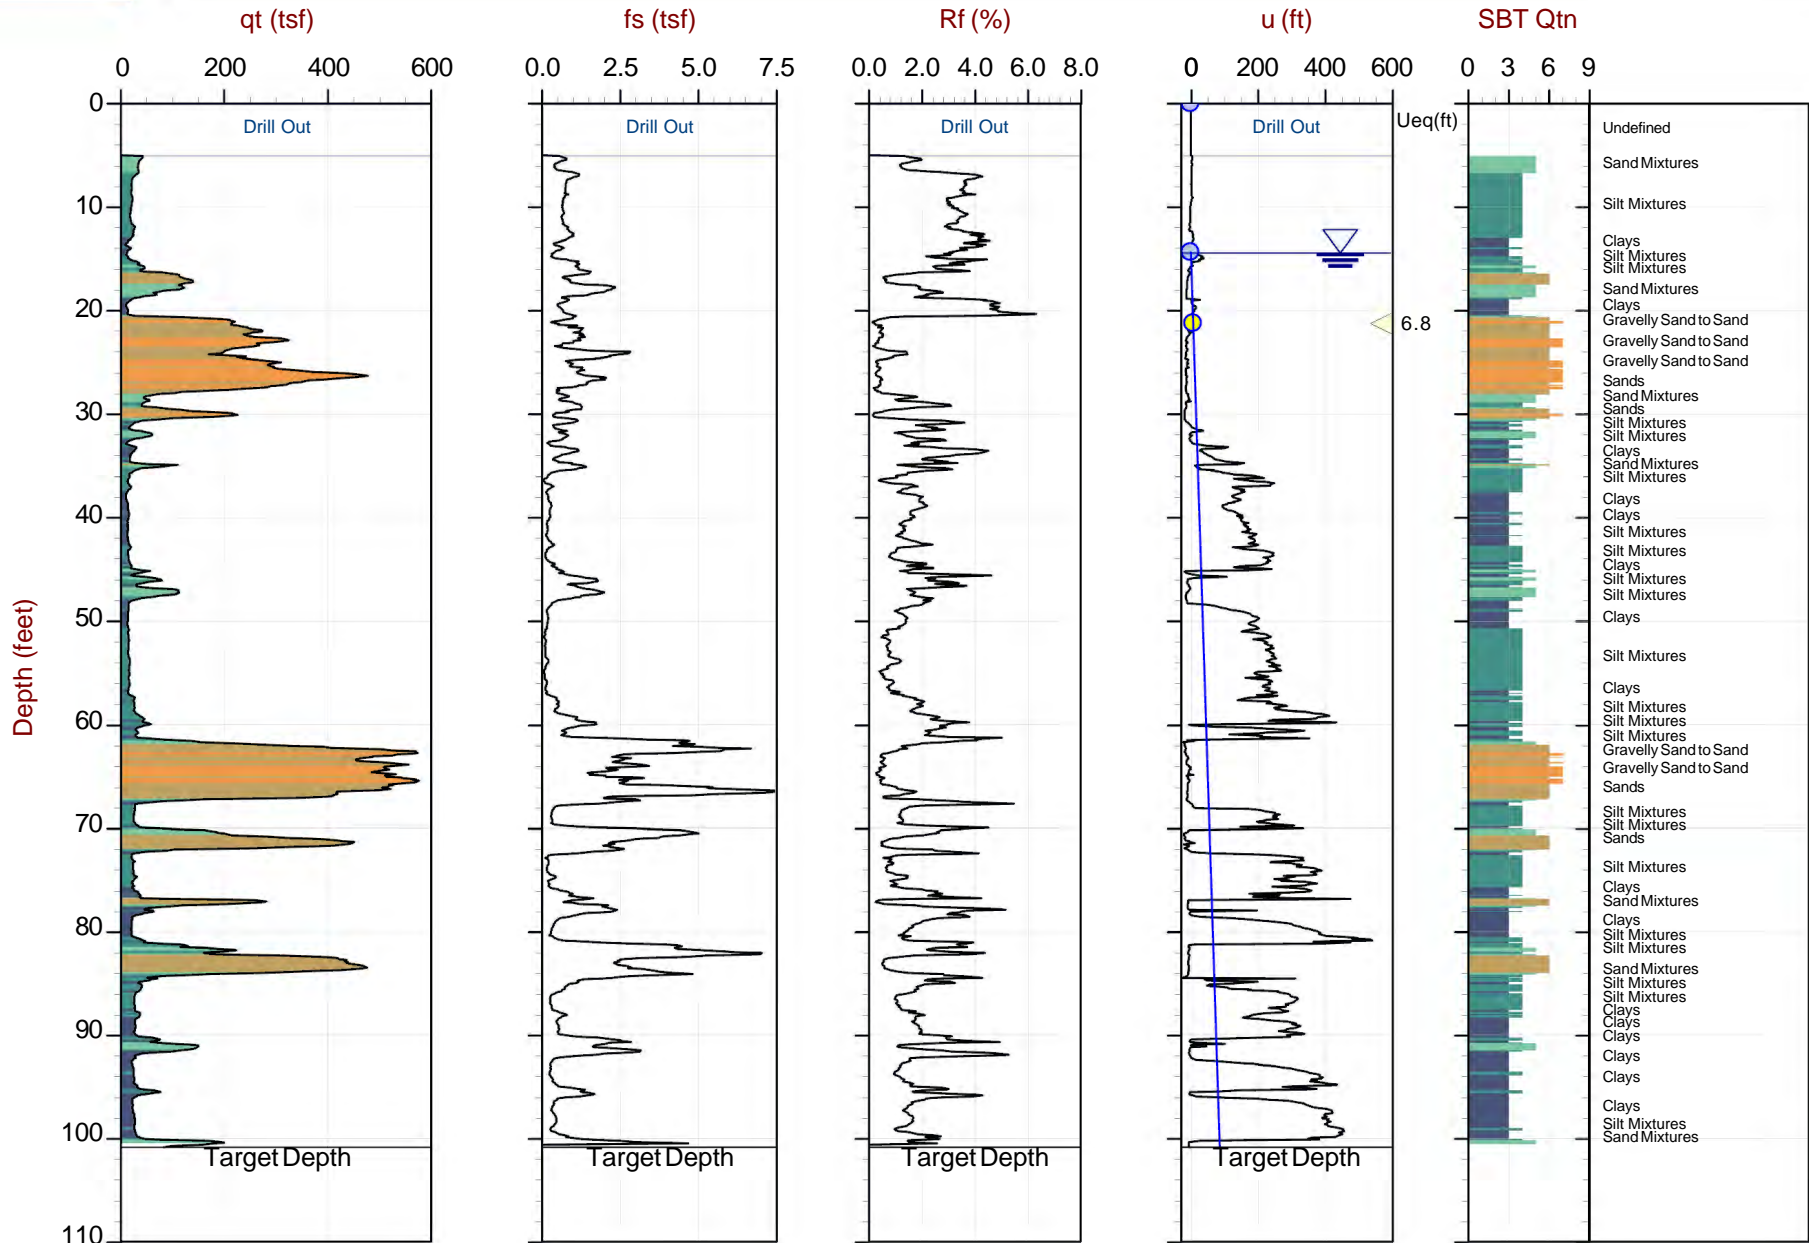 qt (tsf) fs (tsf) Rf (%) u (ft) SBT Qtn
0 200 400 600 0.0 2.5 5.0 7.5 0.0 2.0 4.0 6.0 8.0 0 200 400 600 0 3 6 9
0
Drill Out Drill Out Drill Out Drill Out Ueq(ft)
Undefined
Sand Mixtures
10
Silt Mixtures
Clays
Silt Mixtures
Silt Mixtures
Sand Mixtures
20
Clays
Gravelly Sand to Sand
6.8
Gravelly Sand to Sand
Gravelly Sand to Sand
Sands
Sand Mixtures
30
Sands
Silt Mixtures
Silt Mixtures
Clays
Sand Mixtures
Silt Mixtures
Clays
40
Clays
Silt Mixtures
Silt Mixtures
Clays
Silt Mixtures
Silt Mixtures
50
Clays
Silt Mixtures
Clays
Silt Mixtures
60
Silt Mixtures
Silt Mixtures
Gravelly Sand to Sand
Gravelly Sand to Sand
Sands
Silt Mixtures
70
Silt Mixtures
Sands
Silt Mixtures
Clays
Sand Mixtures
Clays
80
Silt Mixtures
Silt Mixtures
Sand Mixtures
Silt Mixtures
Silt Mixtures
Clays
Clays
90
Clays
Clays
Clays
Clays
Silt Mixtures
100
Sand Mixtures
Target Depth Target Depth Target Depth Target Depth
110
Depth (feet)